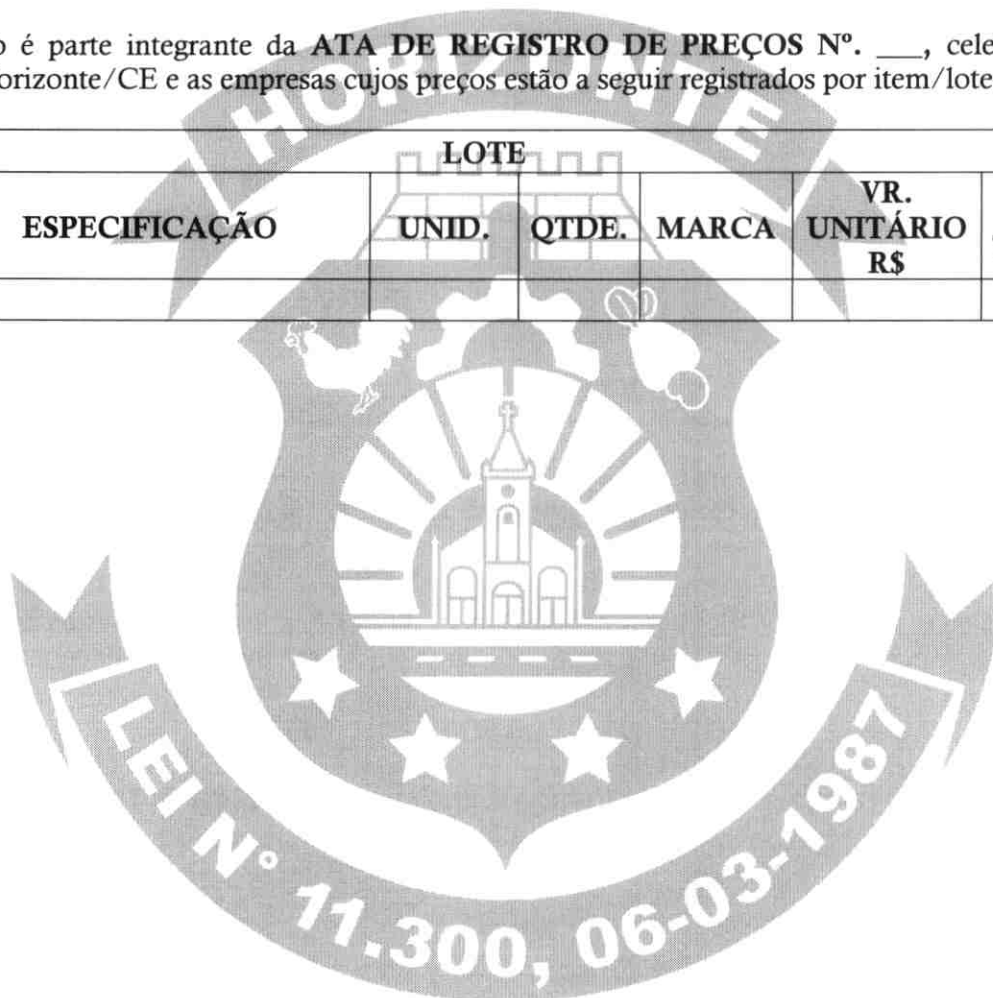 o é parte integrante da ATA DE REGISTRO DE PREÇOS Nº. ___, cele
orizonte/CE e as empresas cujos preços estão a seguir registrados por item/lote
HORIZONTE
LOTE
ESPECIFICAÇÃO UNID. QTDE. MARCA VR. UNITÁRIO R$
LEI N° 11.300, 06-03-1987